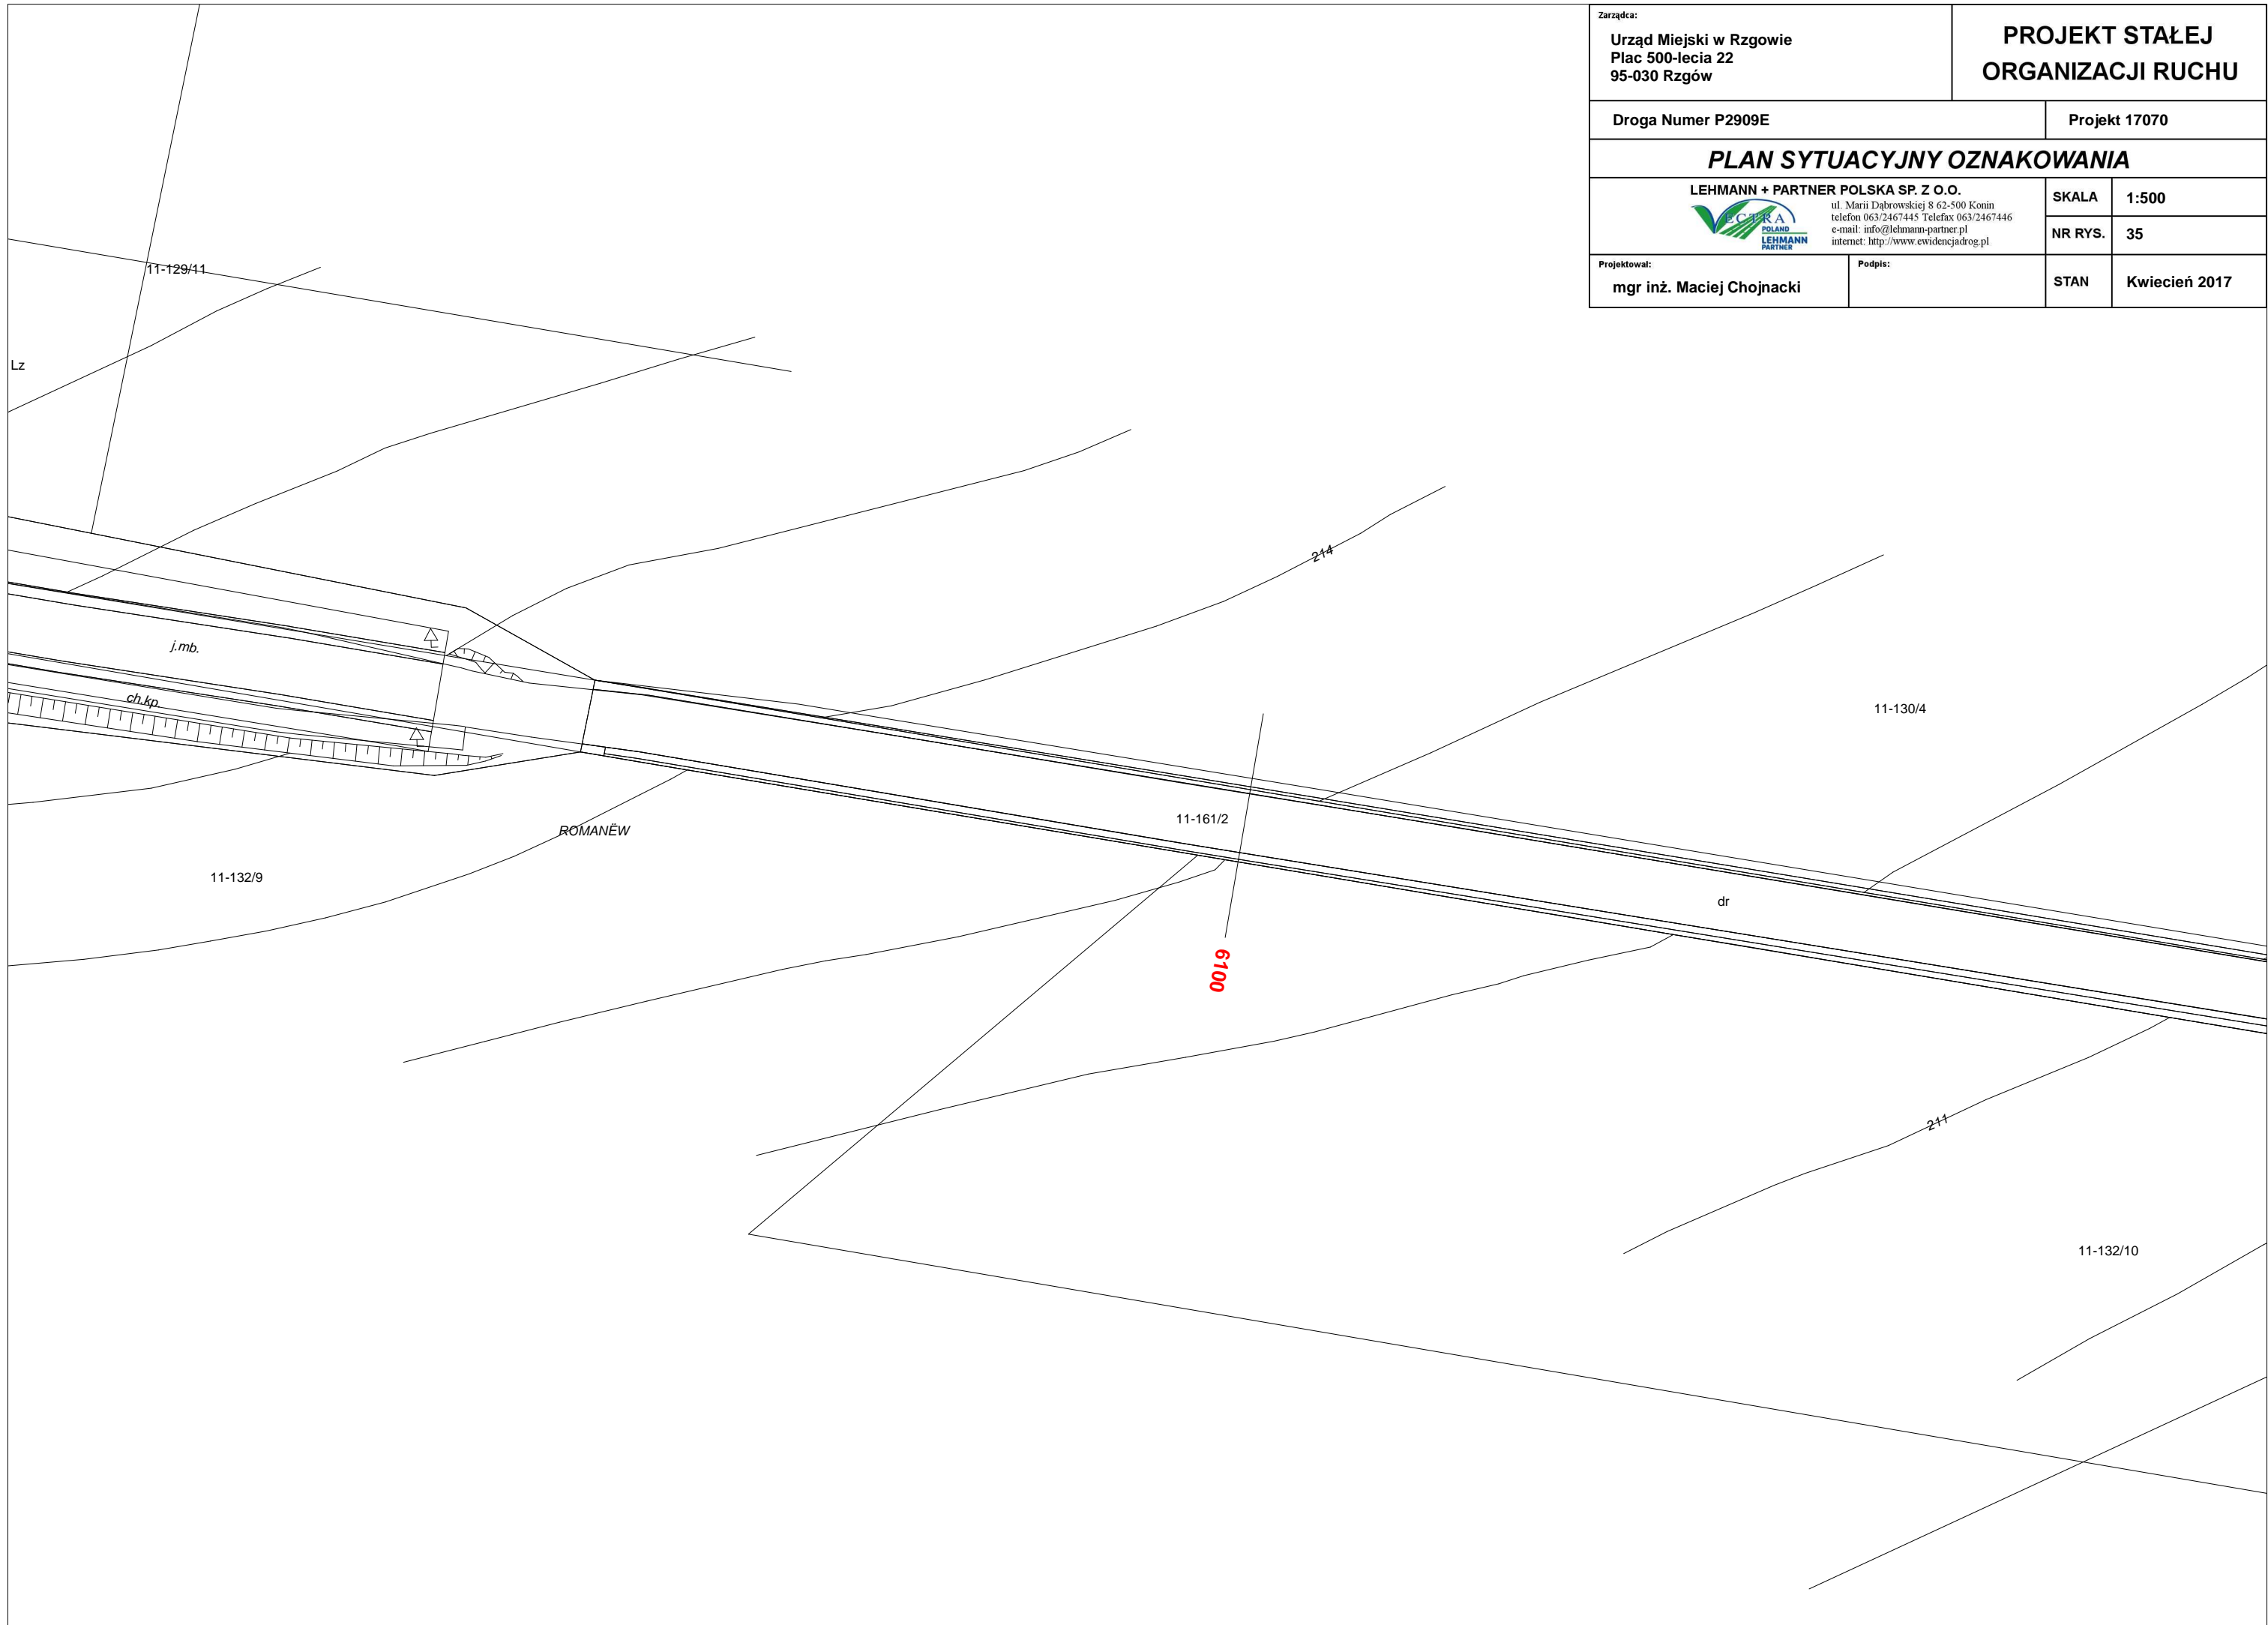 Zarządca:
Urząd Miejski w Rzgowie
Plac 500-lecia 22
95-030 Rzgów
PROJEKT STAŁEJ
ORGANIZACJI RUCHU
Droga Numer P2909E
Projekt 17070
PLAN SYTUACYJNY OZNAKOWANIA
LEHMANN + PARTNER POLSKA SP. Z O.O.
VECTRA
POLAND
LEHMANN
PARTNER
ul. Marii Dąbrowskiej 8 62-500 Konin
telefon 063/2467445 Telefax 063/2467446
e-mail: info@lehmann-partner.pl
internet: http://www.ewidencjadrog.pl
SKALA 1:500
NR RYS. 35
Projektował:
mgr inż. Maciej Chojnacki
Podpis:
STAN Kwiecień 2017
11-129/11
Lz
214
j.mb.
ch.kp.
11-130/4
11-161/2
ROMANËW
11-132/9
dr
6100
211
11-132/10